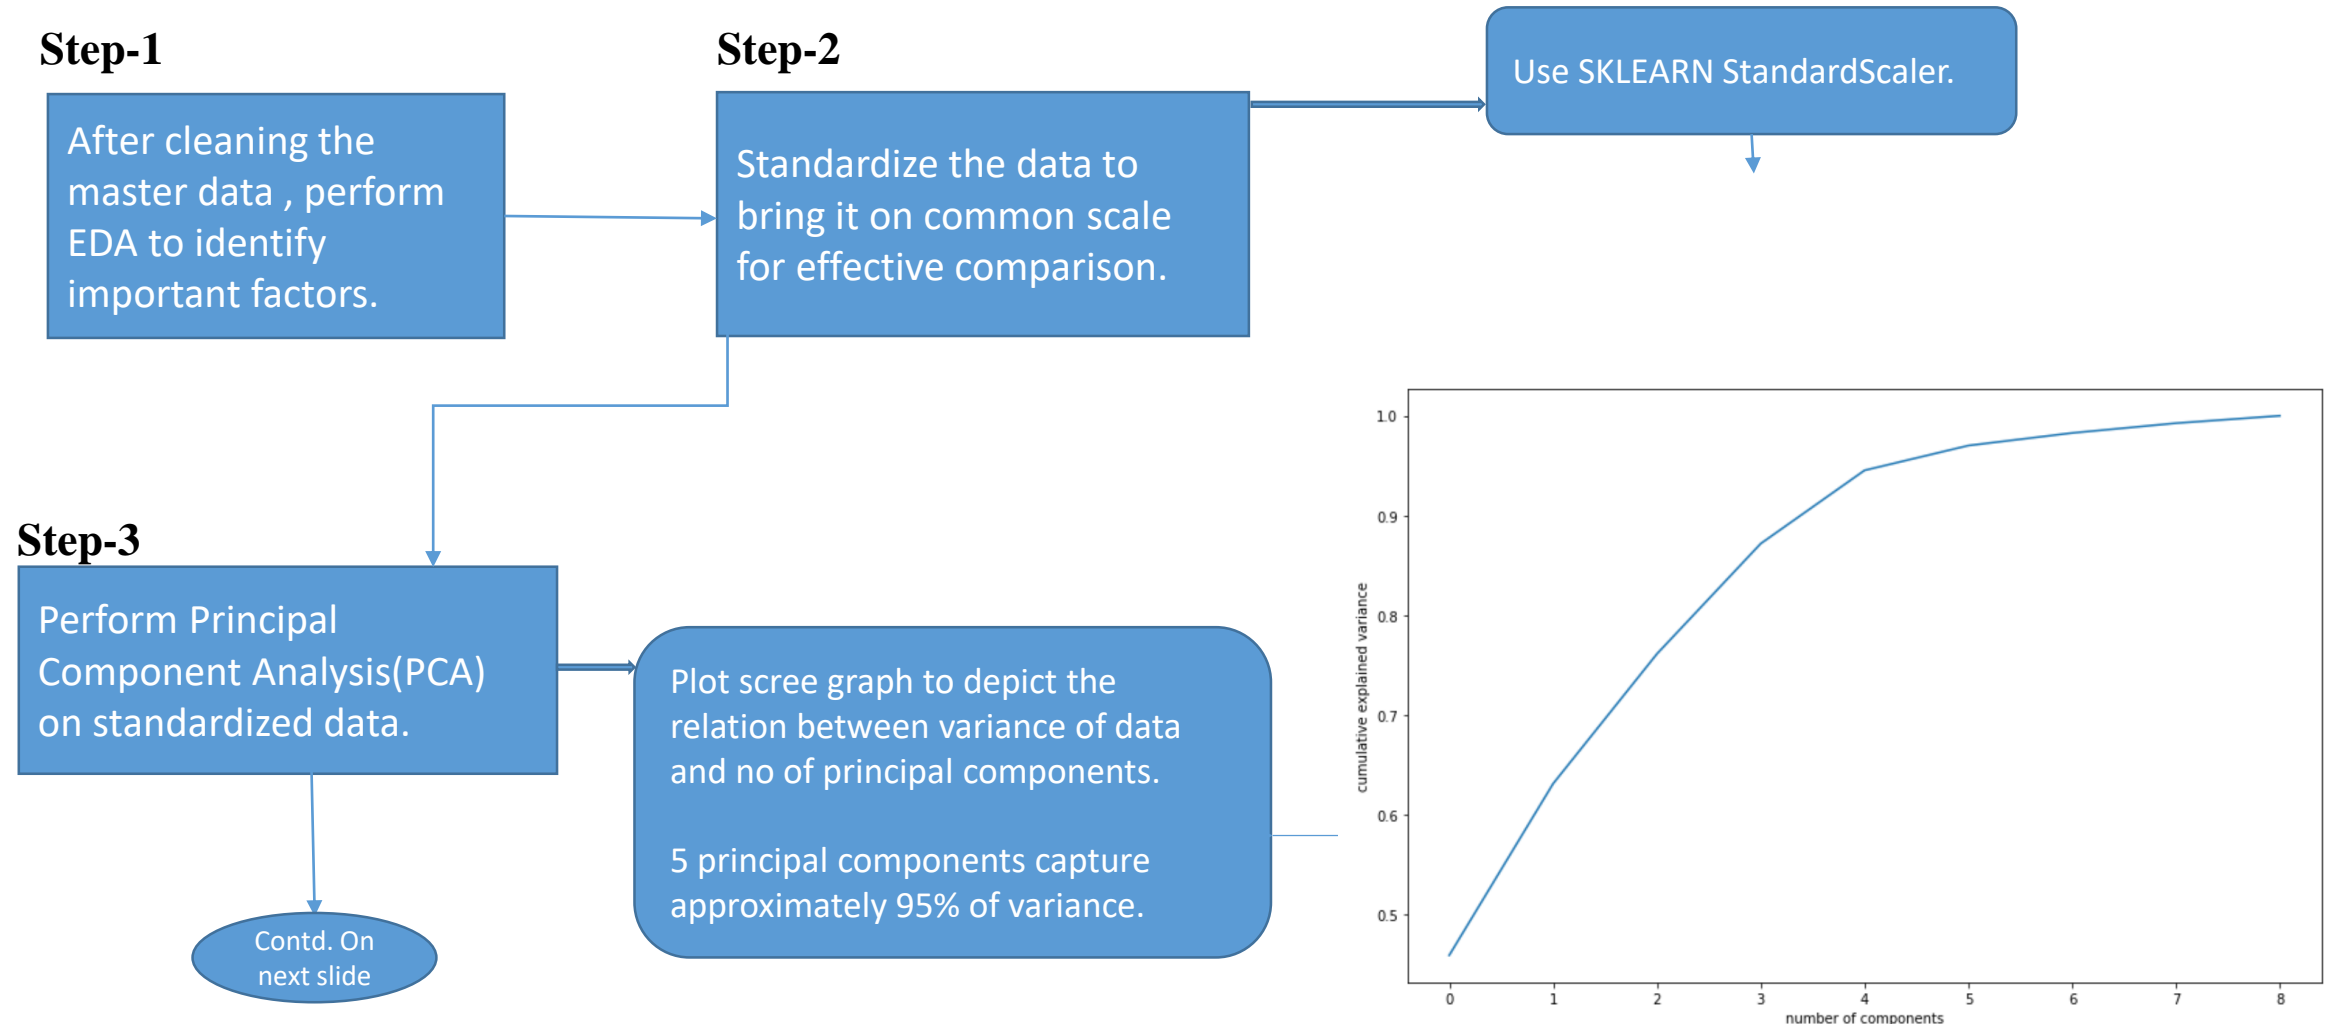 Step-1
After cleaning the
master data , perform
EDA to identify
important factors.
Step-2
Standardize the data to
bring it on common scale
for effective comparison.
Use SKLEARN StandardScaler.
Step-3
Perform Principal
Component Analysis(PCA)
on standardized data.
Contd. On
next slide
Plot scree graph to depict the
relation between variance of data
and no of principal components.
5 principal components capture
approximately 95% of variance.
cumulative explained variance
1.0
0.9
0.8
0.7
0.6
0.5
0 1 2 3 4 5 6 7 8
number of components